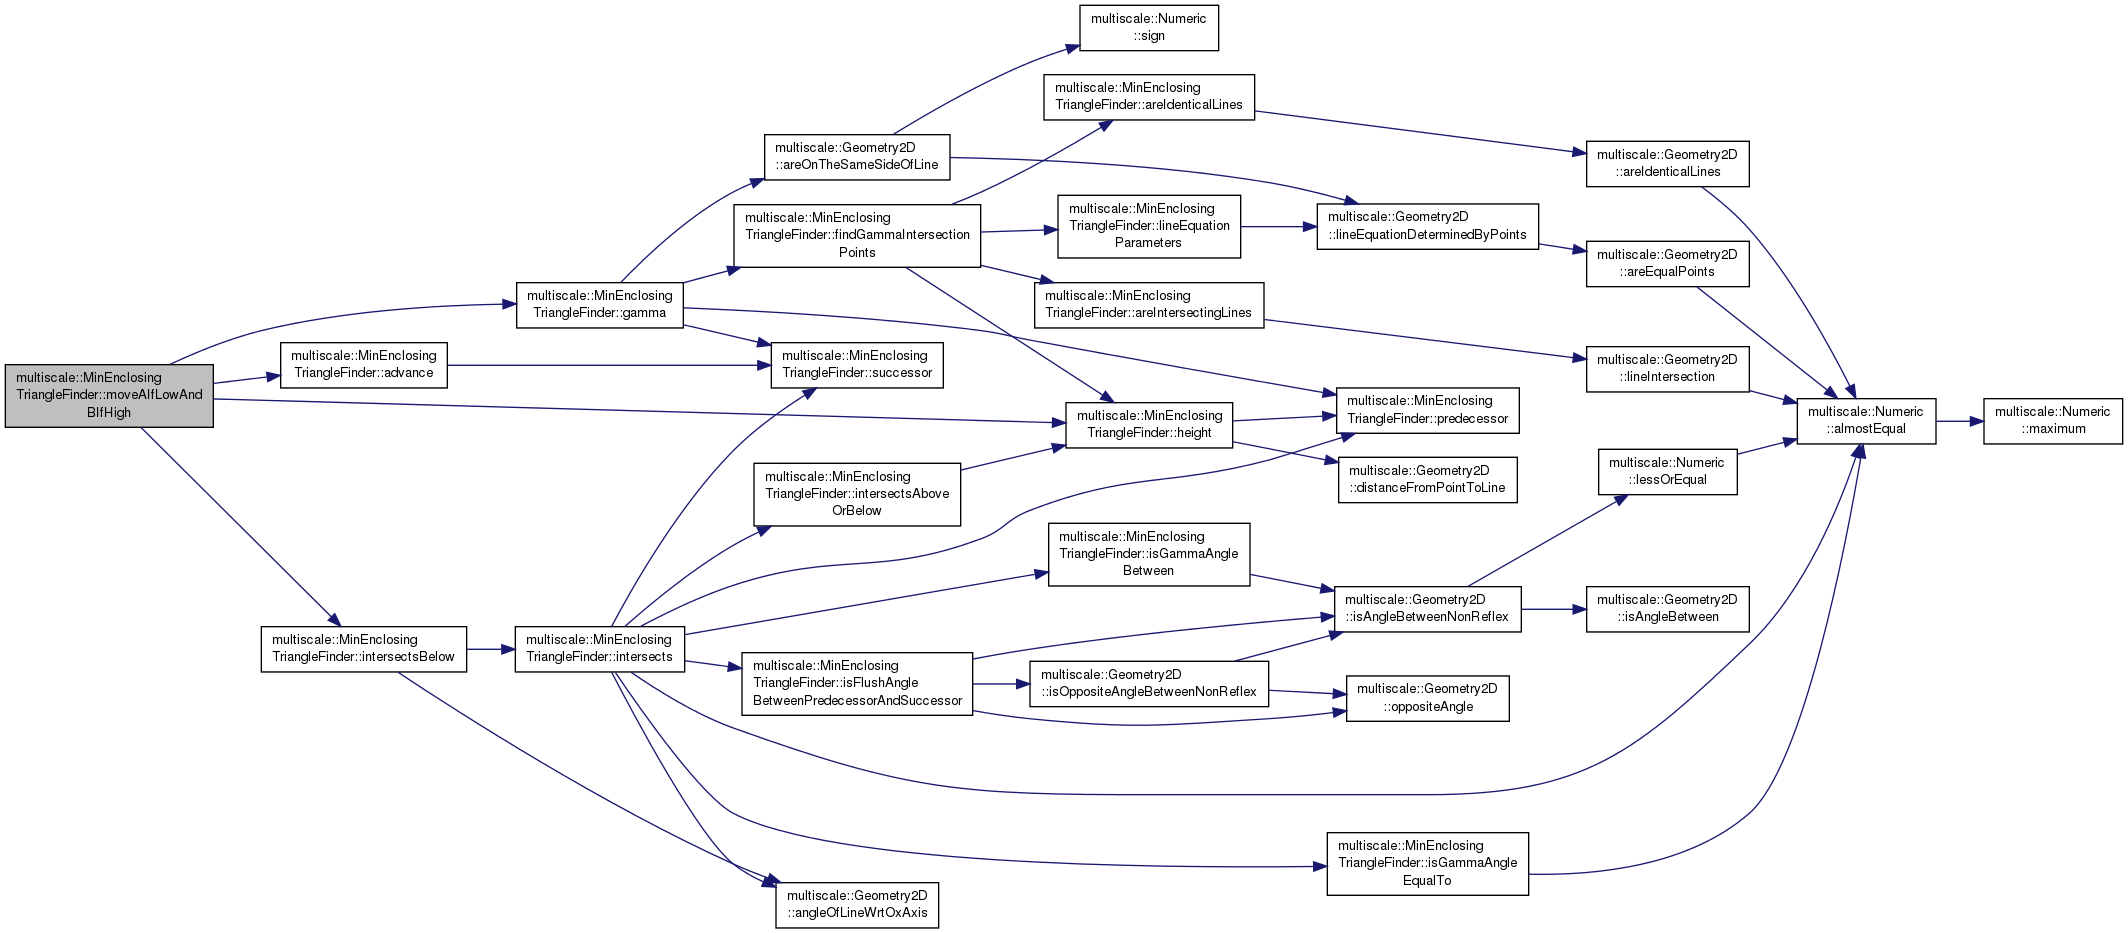 multiscale::Numeric
::sign
multiscale::MinEnclosing
TriangleFinder::areIdenticalLines
multiscale::Geometry2D
::areOnTheSameSideOfLine
multiscale::Geometry2D
::areIdenticalLines
multiscale::MinEnclosing
TriangleFinder::findGammaIntersection
Points
multiscale::MinEnclosing
TriangleFinder::lineEquation
Parameters
multiscale::Geometry2D
::lineEquationDeterminedByPoints
multiscale::Geometry2D
::areEqualPoints
multiscale::MinEnclosing
TriangleFinder::gamma
multiscale::MinEnclosing
TriangleFinder::areIntersectingLines
multiscale::MinEnclosing
TriangleFinder::advance
multiscale::MinEnclosing
TriangleFinder::successor
multiscale::Geometry2D
::lineIntersection
multiscale::MinEnclosing
TriangleFinder::moveAIfLowAnd
BIfHigh
multiscale::MinEnclosing
TriangleFinder::height
multiscale::MinEnclosing
TriangleFinder::predecessor
multiscale::Numeric
::almostEqual
multiscale::Numeric
::maximum
multiscale::MinEnclosing
TriangleFinder::intersectsAbove
OrBelow
multiscale::Geometry2D
::distanceFromPointToLine
multiscale::Numeric
::lessOrEqual
multiscale::MinEnclosing
TriangleFinder::isGammaAngle
Between
multiscale::Geometry2D
::isAngleBetweenNonReflex
multiscale::Geometry2D
::isAngleBetween
multiscale::MinEnclosing
TriangleFinder::intersectsBelow
multiscale::MinEnclosing
TriangleFinder::intersects
multiscale::MinEnclosing
TriangleFinder::isFlushAngle
BetweenPredecessorAndSuccessor
multiscale::Geometry2D
::isOppositeAngleBetweenNonReflex
multiscale::Geometry2D
::oppositeAngle
multiscale::MinEnclosing
TriangleFinder::isGammaAngle
EqualTo
multiscale::Geometry2D
::angleOfLineWrtOxAxis